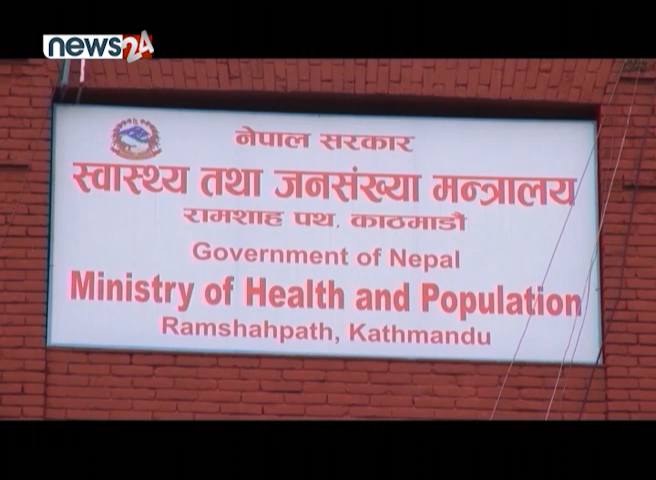 news24
नेपाल सरकार
स्वास्थ्य तथा जनसंख्या मन्त्रालय
रामशाह पथ, काठमाडौं
Government of Nepal
Ministry of Health and Population
Ramshahpath, Kathmandu